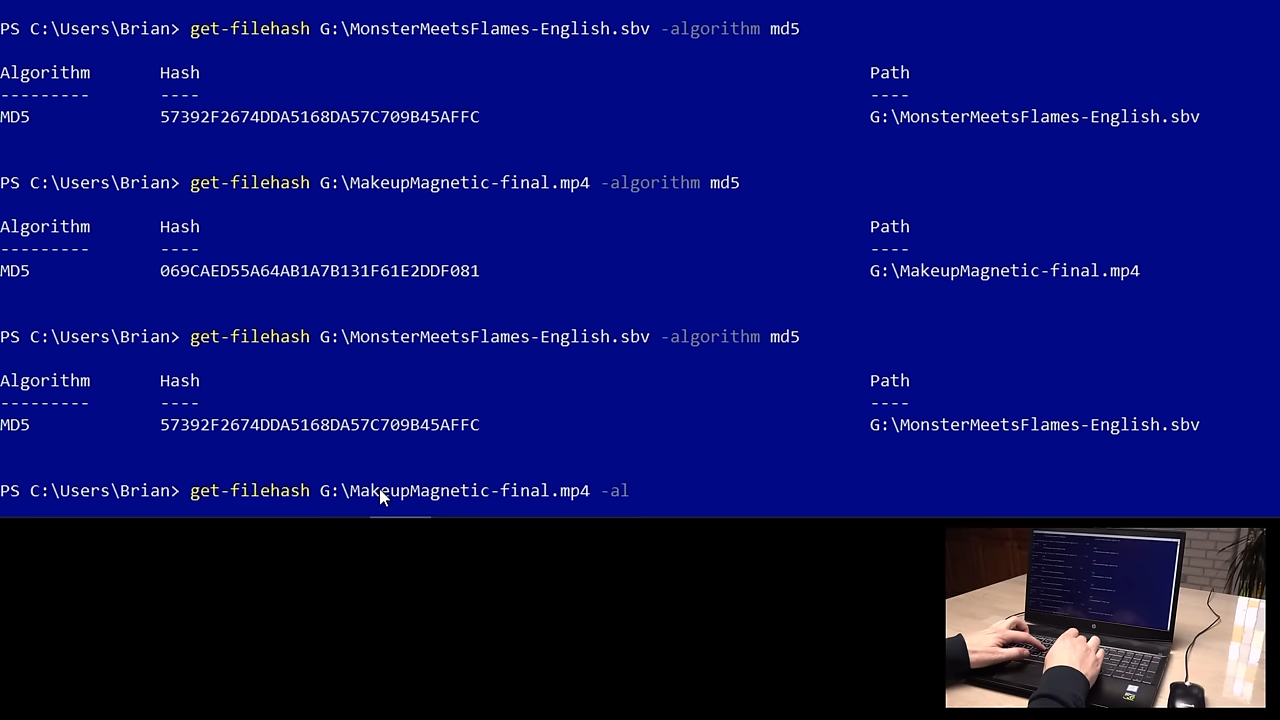 PS C:\Users\Brian> get-filehash G:\MonsterMeetsFlames-English.sbv -algorithm md5
Algorithm Hash Path
--------- ---- ----
MD5 57392F2674DDA5168DA57C709B45AFFC G:\MonsterMeetsFlames-English.sbv
PS C:\Users\Brian> get-filehash G:\MakeupMagnetic-final.mp4 -algorithm md5
Algorithm Hash Path
--------- ---- ----
MD5 069CAED55A64AB1A7B131F61E2DDF081 G:\MakeupMagnetic-final.mp4
PS C:\Users\Brian> get-filehash G:\MonsterMeetsFlames-English.sbv -algorithm md5
Algorithm Hash Path
--------- ---- ----
MD5 57392F2674DDA5168DA57C709B45AFFC G:\MonsterMeetsFlames-English.sbv
PS C:\Users\Brian> get-filehash G:\MakeupMagnetic-final.mp4 -al